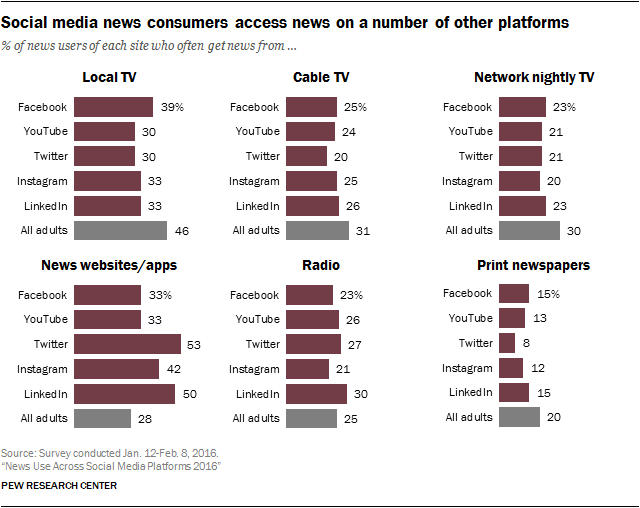 Social media news consumers access news on a number of other platforms
% of news users of each site who often get news from ...
Local TV
Facebook 39%
YouTube 30
Twitter 30
Instagram 33
LinkedIn 33
All adults 46
Cable TV
Facebook 25%
YouTube 24
Twitter 20
Instagram 25
LinkedIn 26
All adults 31
Network nightly TV
Facebook 23%
YouTube 21
Twitter 21
Instagram 20
LinkedIn 23
All adults 30
News websites/apps
Facebook 33%
YouTube 33
Twitter 53
Instagram 42
LinkedIn 50
All adults 28
Radio
Facebook 23%
YouTube 26
Twitter 27
Instagram 21
LinkedIn 30
All adults 25
Print newspapers
Facebook 15%
YouTube 13
Twitter 8
Instagram 12
LinkedIn 15
All adults 20
Source: Survey conducted Jan. 12-Feb. 8, 2016.
“News Use Across Social Media Platforms 2016”
PEW RESEARCH CENTER